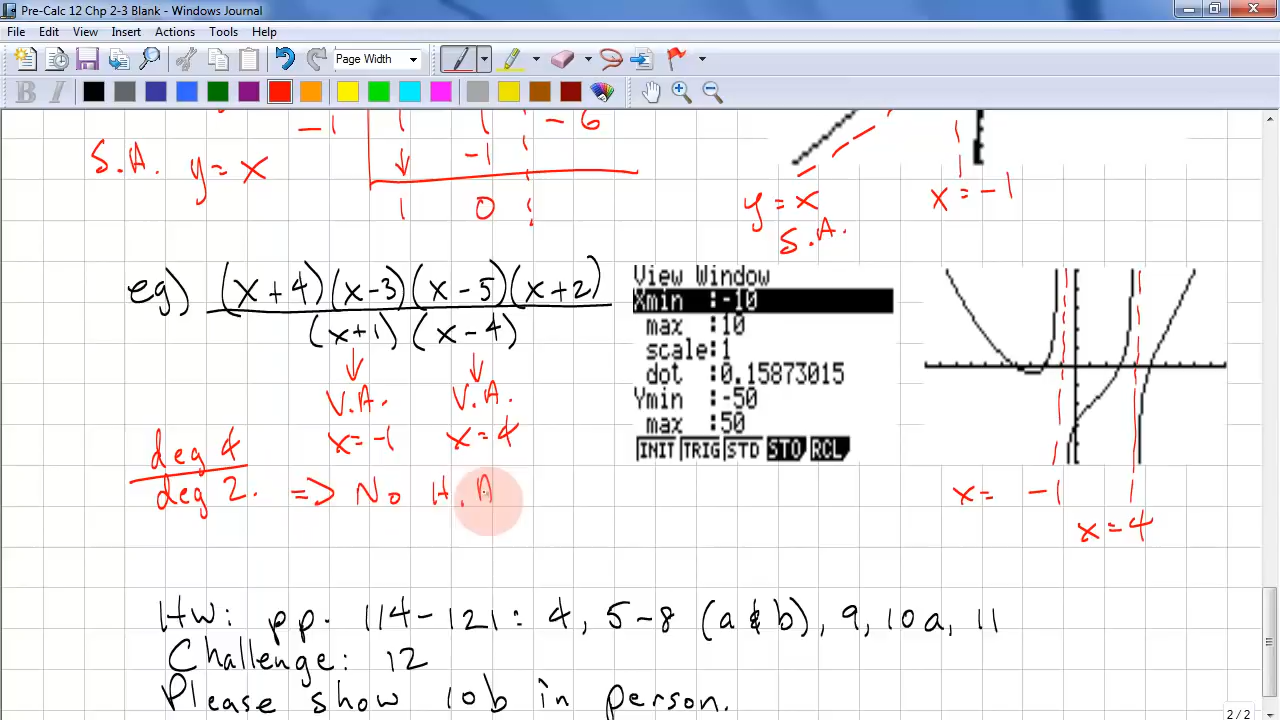 Pre-Calc 12 Chp 2-3 Blank - Windows Journal
File Edit View Insert Actions Tools Help
Page Width
B I
-1 | 1 1 -6
S.A. y = x
↓ -1
1 0
y = x
S.A.
x = -1
eg) (x+4)(x-3)(x-5)(x+2)
(x+1)(x-4)
↓ ↓
V.A. V.A.
x = -1 x = 4
deg 4
deg 2. => No H.A
View Window
Xmin :-10
max :10
scale:1
dot :0.15873015
Ymin :-50
max :50
INIT TRIG STD STO RCL
x = -1
x = 4
HW: pp. 114-121: 4, 5-8 (a & b), 9, 10a, 11
Challenge: 12
Please show 10b in person.
2/2